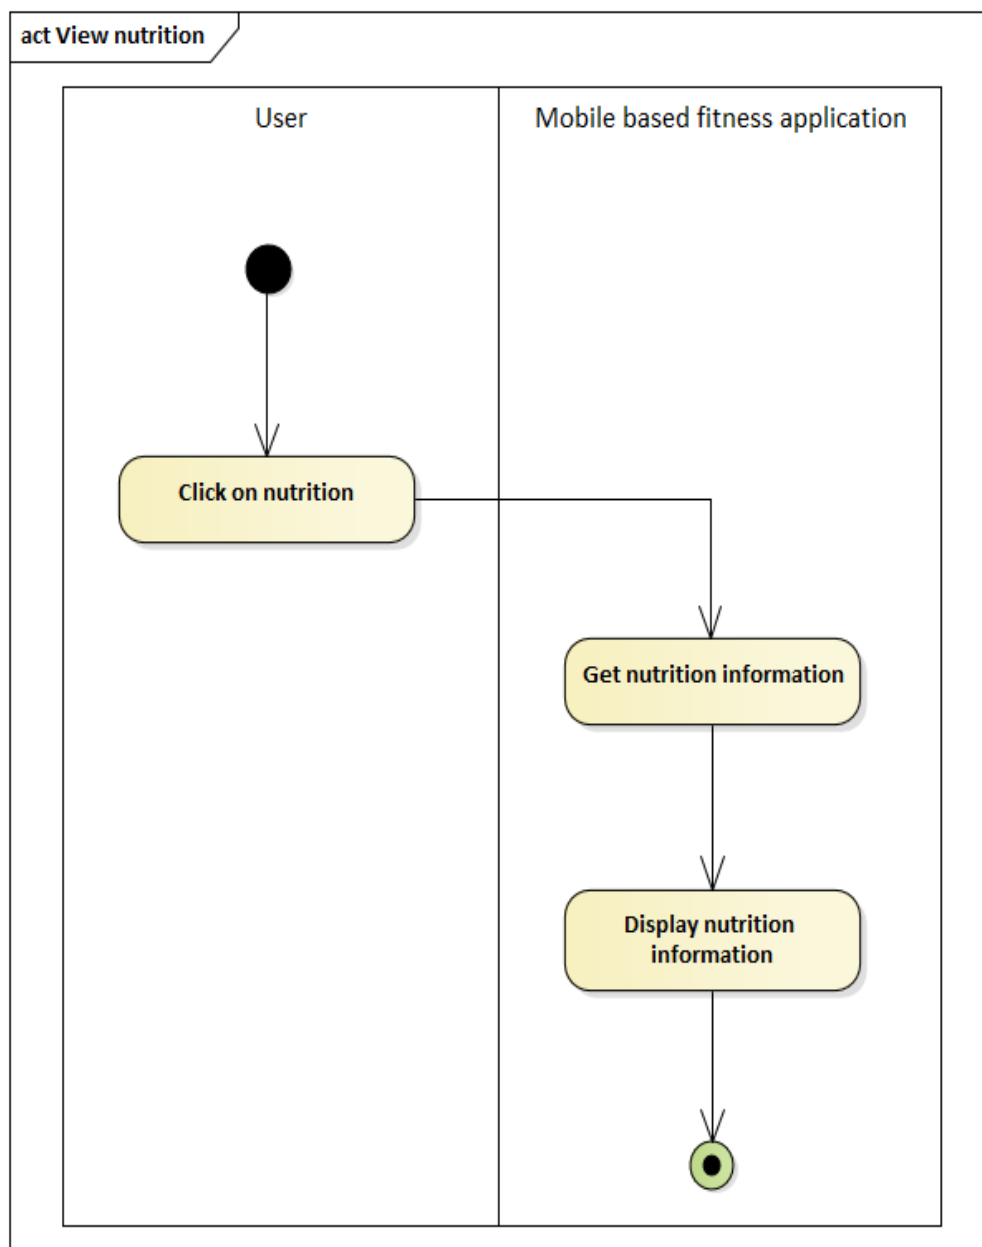 act View nutrition
User
Mobile based fitness application
Click on nutrition
Get nutrition information
Display nutrition
information